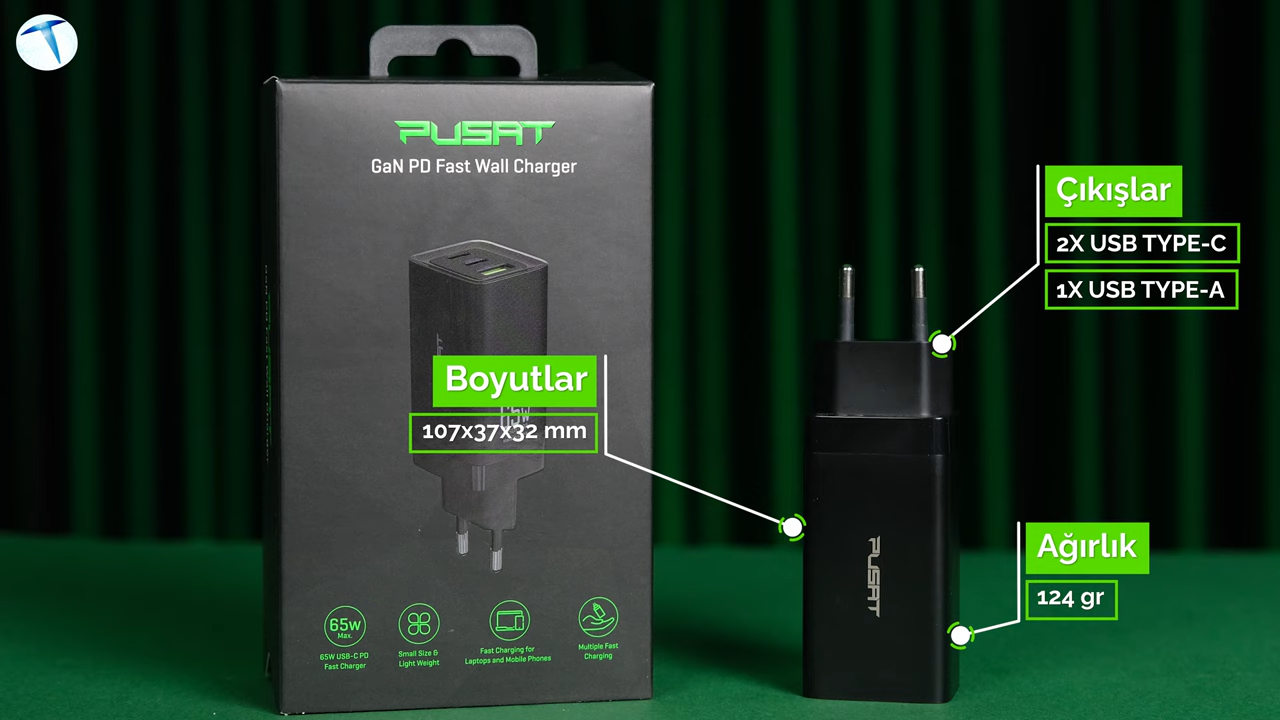 PUSAT
GaN PD Fast Wall Charger
Boyutlar
107x37x32 mm
65W
Max.
65W USB-C PD
Fast Charger
Small Size &
Light Weight
Fast Charging for
Laptops and Mobile Phones
Multiple Fast
Charging
Çıkışlar
2X USB TYPE-C
1X USB TYPE-A
PUSAT
Ağırlık
124 gr